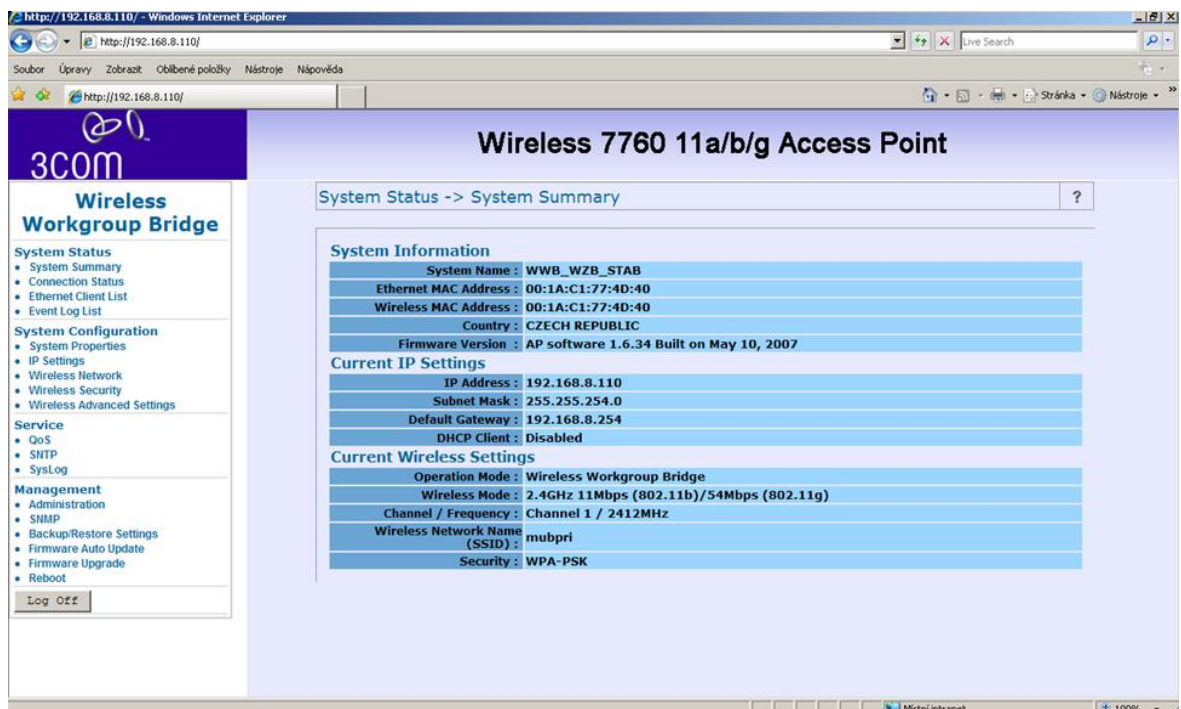 http://192.168.8.110/ - Windows Internet Explorer
http://192.168.8.110/
Live Search
Soubor Úpravy Zobrazit Oblíbené položky Nástroje Nápověda
http://192.168.8.110/
Stránka
Nástroje
3COM
Wireless 7760 11a/b/g Access Point
Wireless
Workgroup Bridge
System Status
System Summary
Connection Status
Ethernet Client List
Event Log List
System Configuration
System Properties
IP Settings
Wireless Network
Wireless Security
Wireless Advanced Settings
Service
QoS
SNTP
SysLog
Management
Administration
SNMP
Backup/Restore Settings
Firmware Auto Update
Firmware Upgrade
Reboot
Log Off
System Status -> System Summary ?
System Information
System Name : WWB_WZB_STAB
Ethernet MAC Address : 00:1A:C1:77:4D:40
Wireless MAC Address : 00:1A:C1:77:4D:40
Country : CZECH REPUBLIC
Firmware Version : AP software 1.6.34 Built on May 10, 2007
Current IP Settings
IP Address : 192.168.8.110
Subnet Mask : 255.255.254.0
Default Gateway : 192.168.8.254
DHCP Client : Disabled
Current Wireless Settings
Operation Mode : Wireless Workgroup Bridge
Wireless Mode : 2.4GHz 11Mbps (802.11b)/54Mbps (802.11g)
Channel / Frequency : Channel 1 / 2412MHz
Wireless Network Name
(SSID) : mubpri
Security : WPA-PSK
Místní intranet
100%